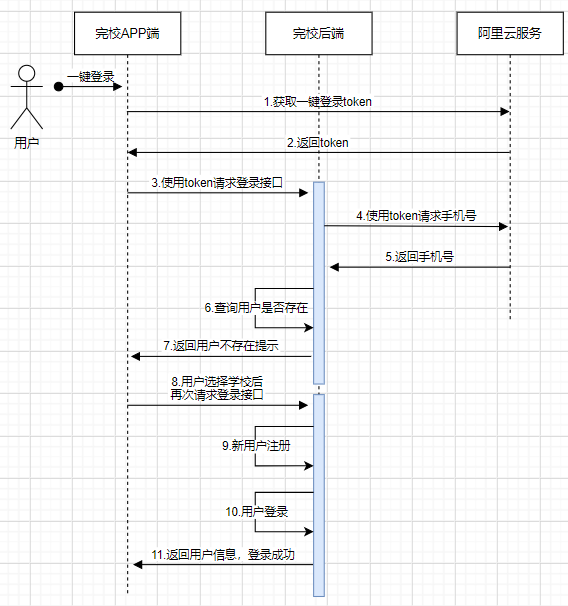 完校APP端
完校后端
阿里云服务
一键登录
用户
1.获取一键登录token
2.返回token
3.使用token请求登录接口
4.使用token请求手机号
5.返回手机号
6.查询用户是否存在
7.返回用户不存在提示
8.用户选择学校后
再次请求登录接口
9.新用户注册
10.用户登录
11.返回用户信息，登录成功